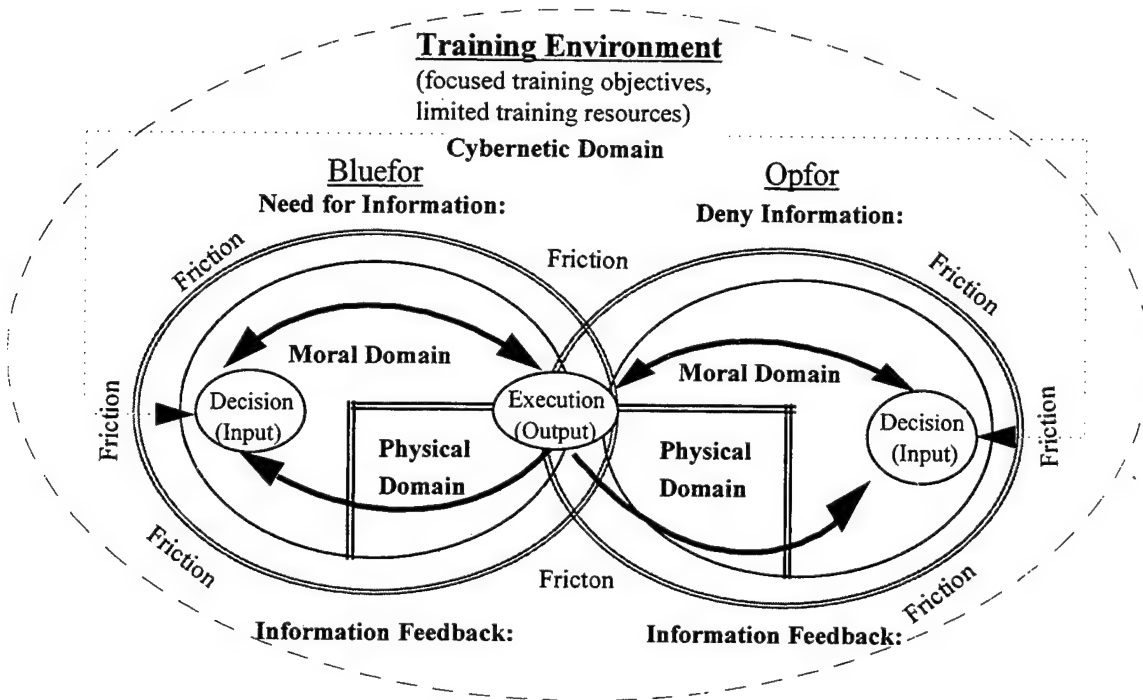 Training Environment
(focused training objectives,
limited training resources)
Cybernetic Domain
Bluefor
Need for Information:
Opfor
Deny Information:
Friction
Friction
Friction
Moral Domain
Moral Domain
Decision
(Input)
Execution
(Output)
Decision
(Input)
Friction
Friction
Physical
Domain
Physical
Domain
Friction
Fricton
Friction
Information Feedback:
Information Feedback: